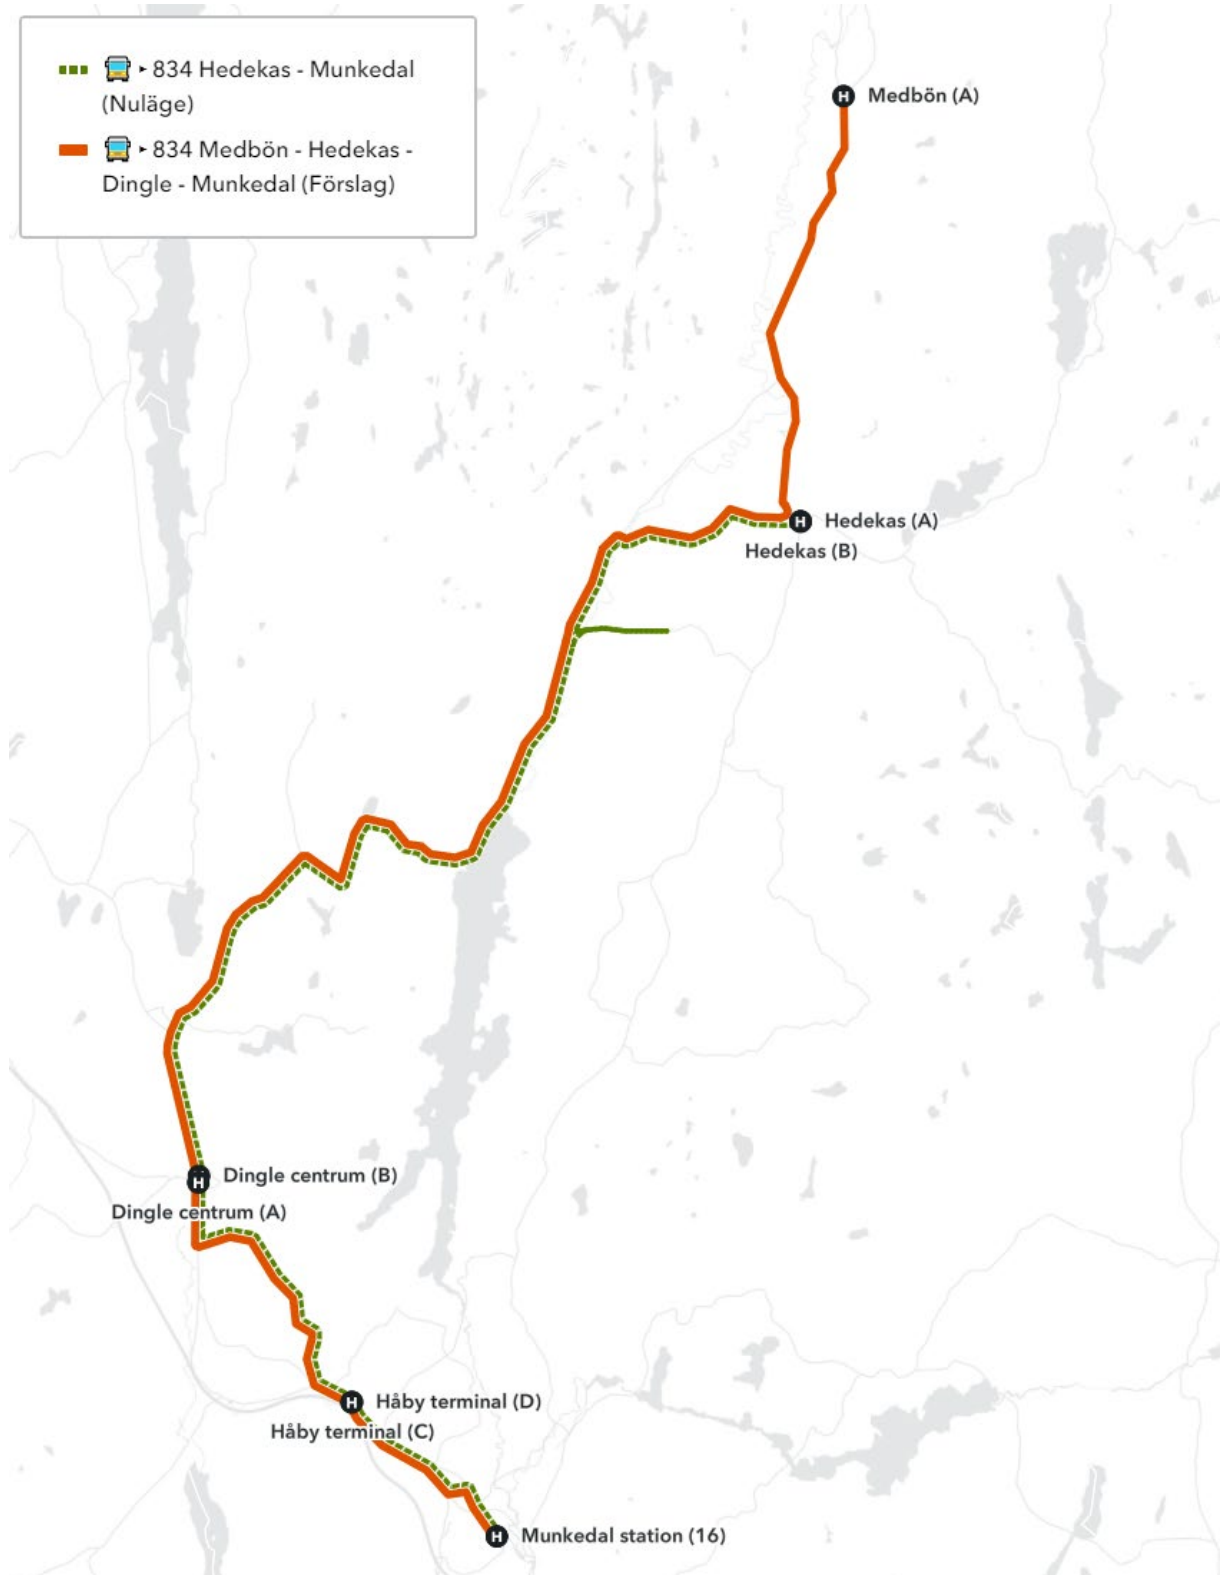 834 Hedekas - Munkedal
(Nuläge)
834 Medbön - Hedekas -
Dingle - Munkedal (Förslag)
H Medbön (A)
H Hedekas (A)
Hedekas (B)
H Dingle centrum (B)
Dingle centrum (A)
H Håby terminal (D)
Håby terminal (C)
H Munkedal station (16)